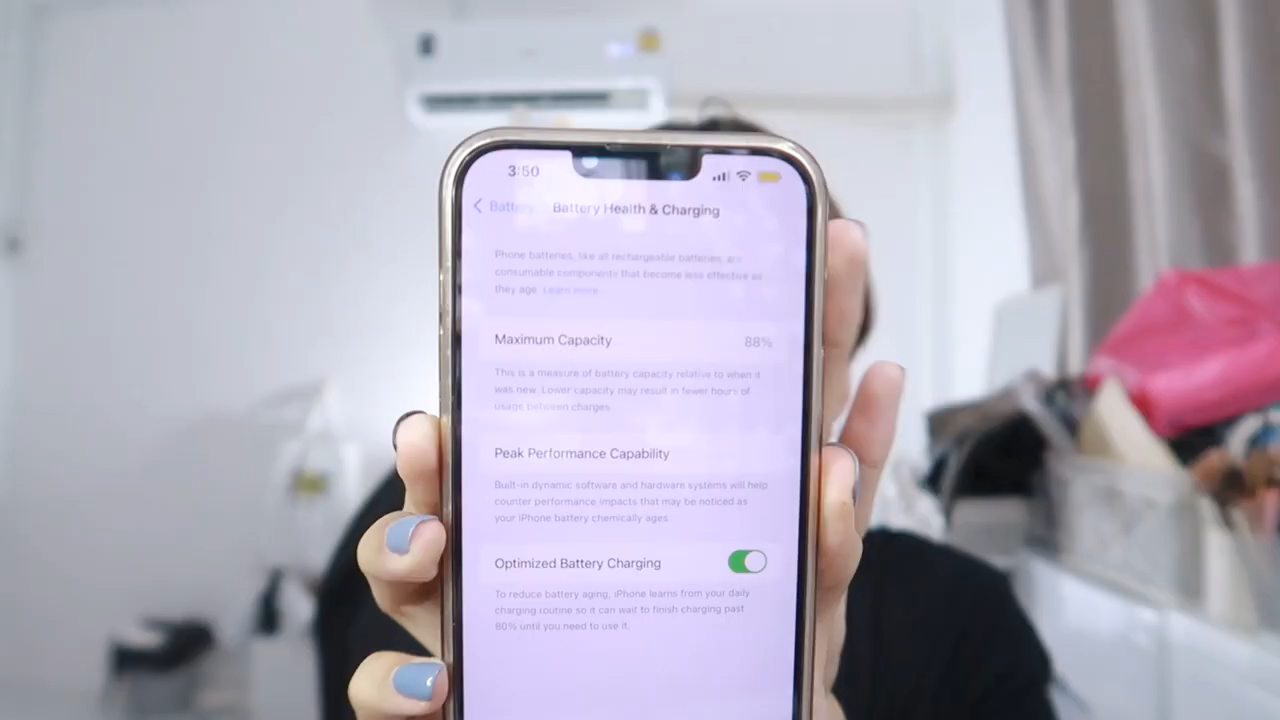 3:50
Battery
Battery Health & Charging
Phone batteries, like all rechargeable batteries, are
consumable components that become less effective as
they age. Learn more...
Maximum Capacity 88%
This is a measure of battery capacity relative to when it
was new. Lower capacity may result in fewer hours of
usage between charges.
Peak Performance Capability
Built-in dynamic software and hardware systems will help
counter performance impacts that may be noticed as
your iPhone battery chemically ages.
Optimized Battery Charging
To reduce battery aging, iPhone learns from your daily
charging routine so it can wait to finish charging past
80% until you need to use it.